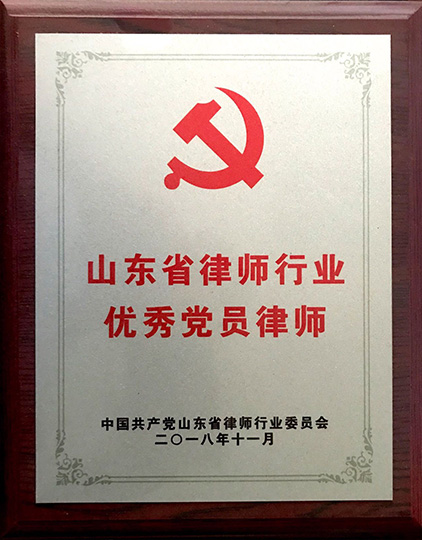 山东省律师行业
优秀党员律师
中国共产党山东省律师行业委员会
二〇一八年十一月